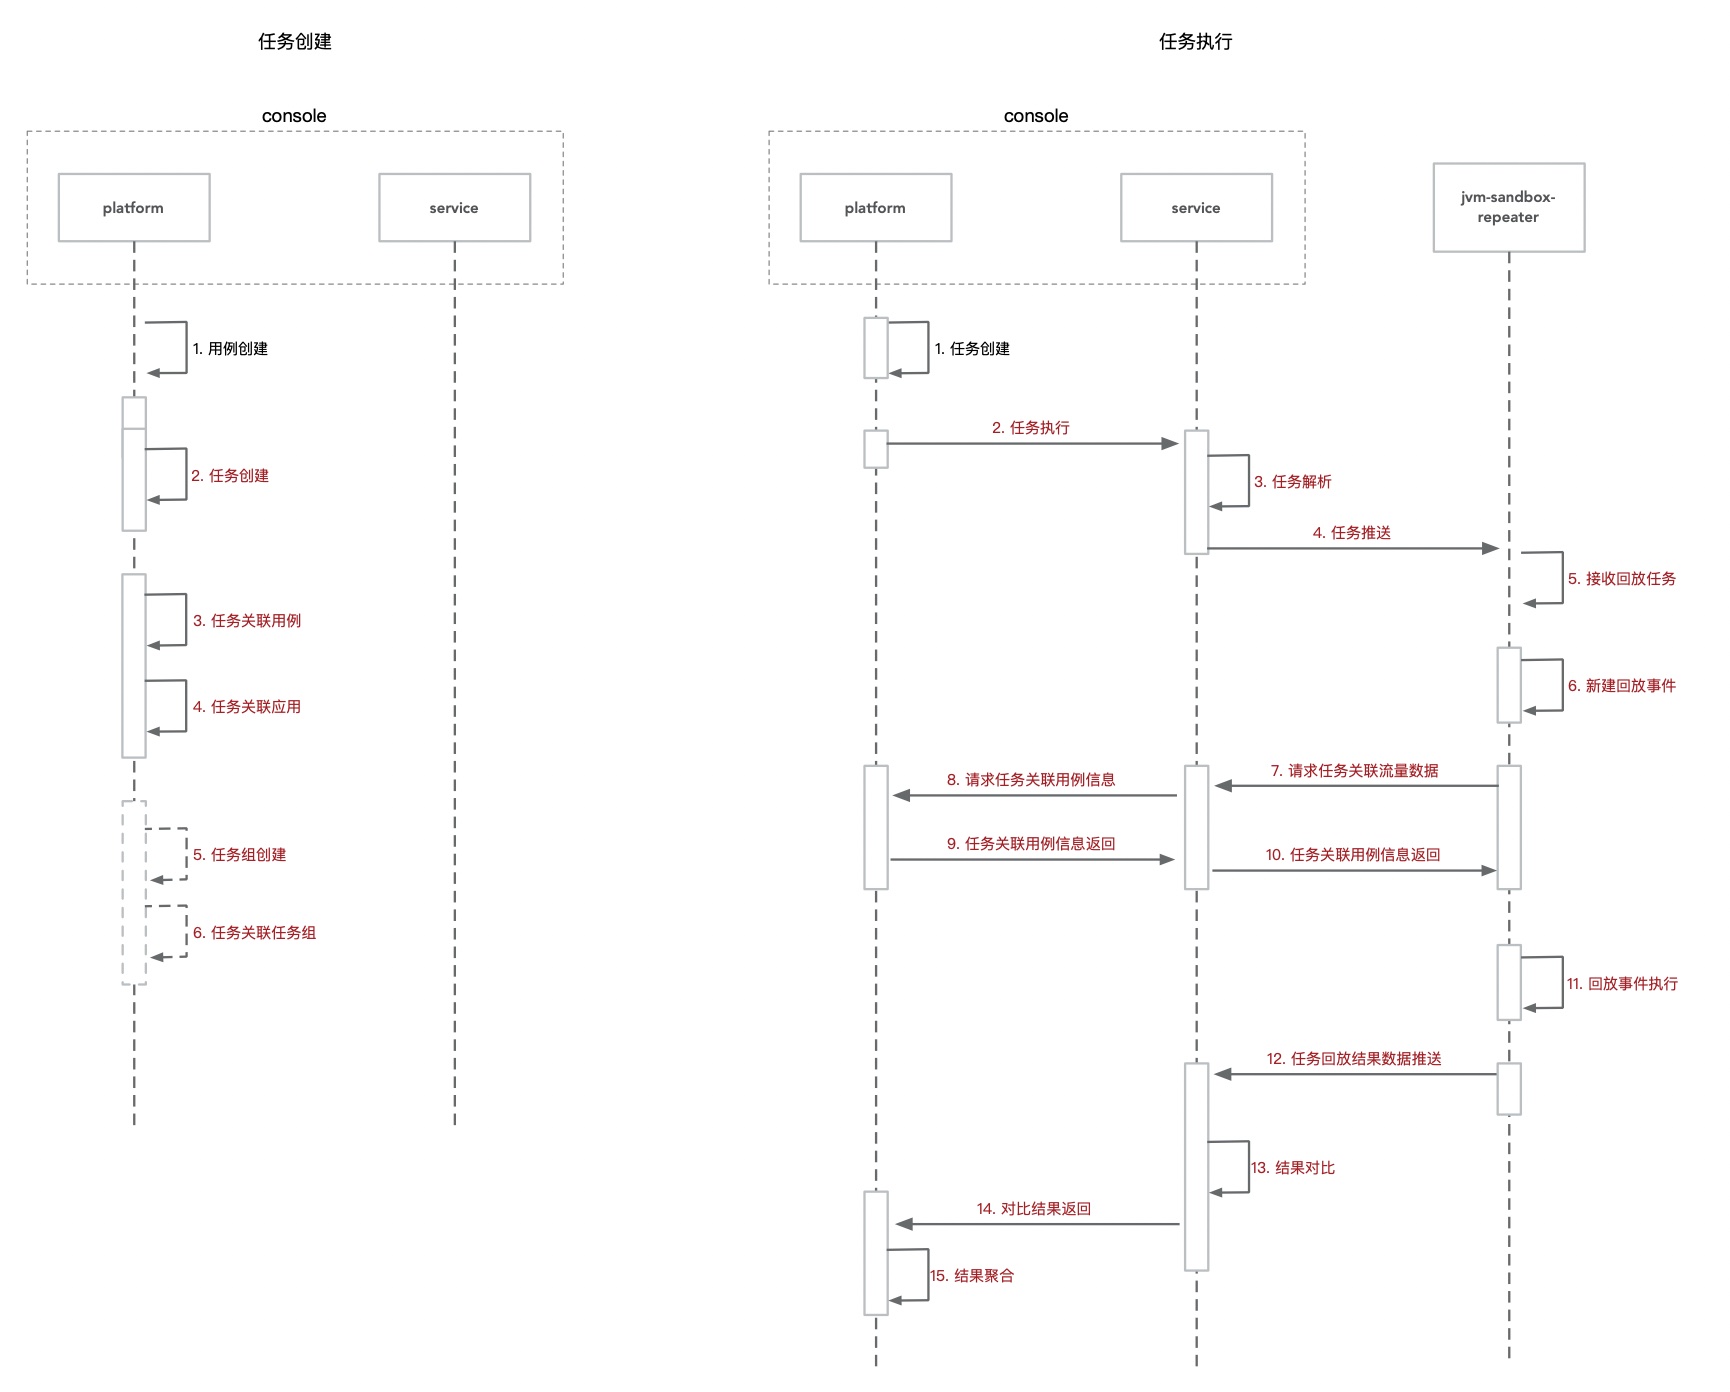 任务创建
console
platform
service
1. 用例创建
2. 任务创建
3. 任务关联用例
4. 任务关联应用
5. 任务组创建
6. 任务关联任务组
任务执行
console
platform
service
jvm-sandbox-
repeater
1. 任务创建
2. 任务执行
3. 任务解析
4. 任务推送
5. 接收回放任务
6. 新建回放事件
7. 请求任务关联流量数据
8. 请求任务关联用例信息
9. 任务关联用例信息返回
10. 任务关联用例信息返回
11. 回放事件执行
12. 任务回放结果数据推送
13. 结果对比
14. 对比结果返回
15. 结果聚合